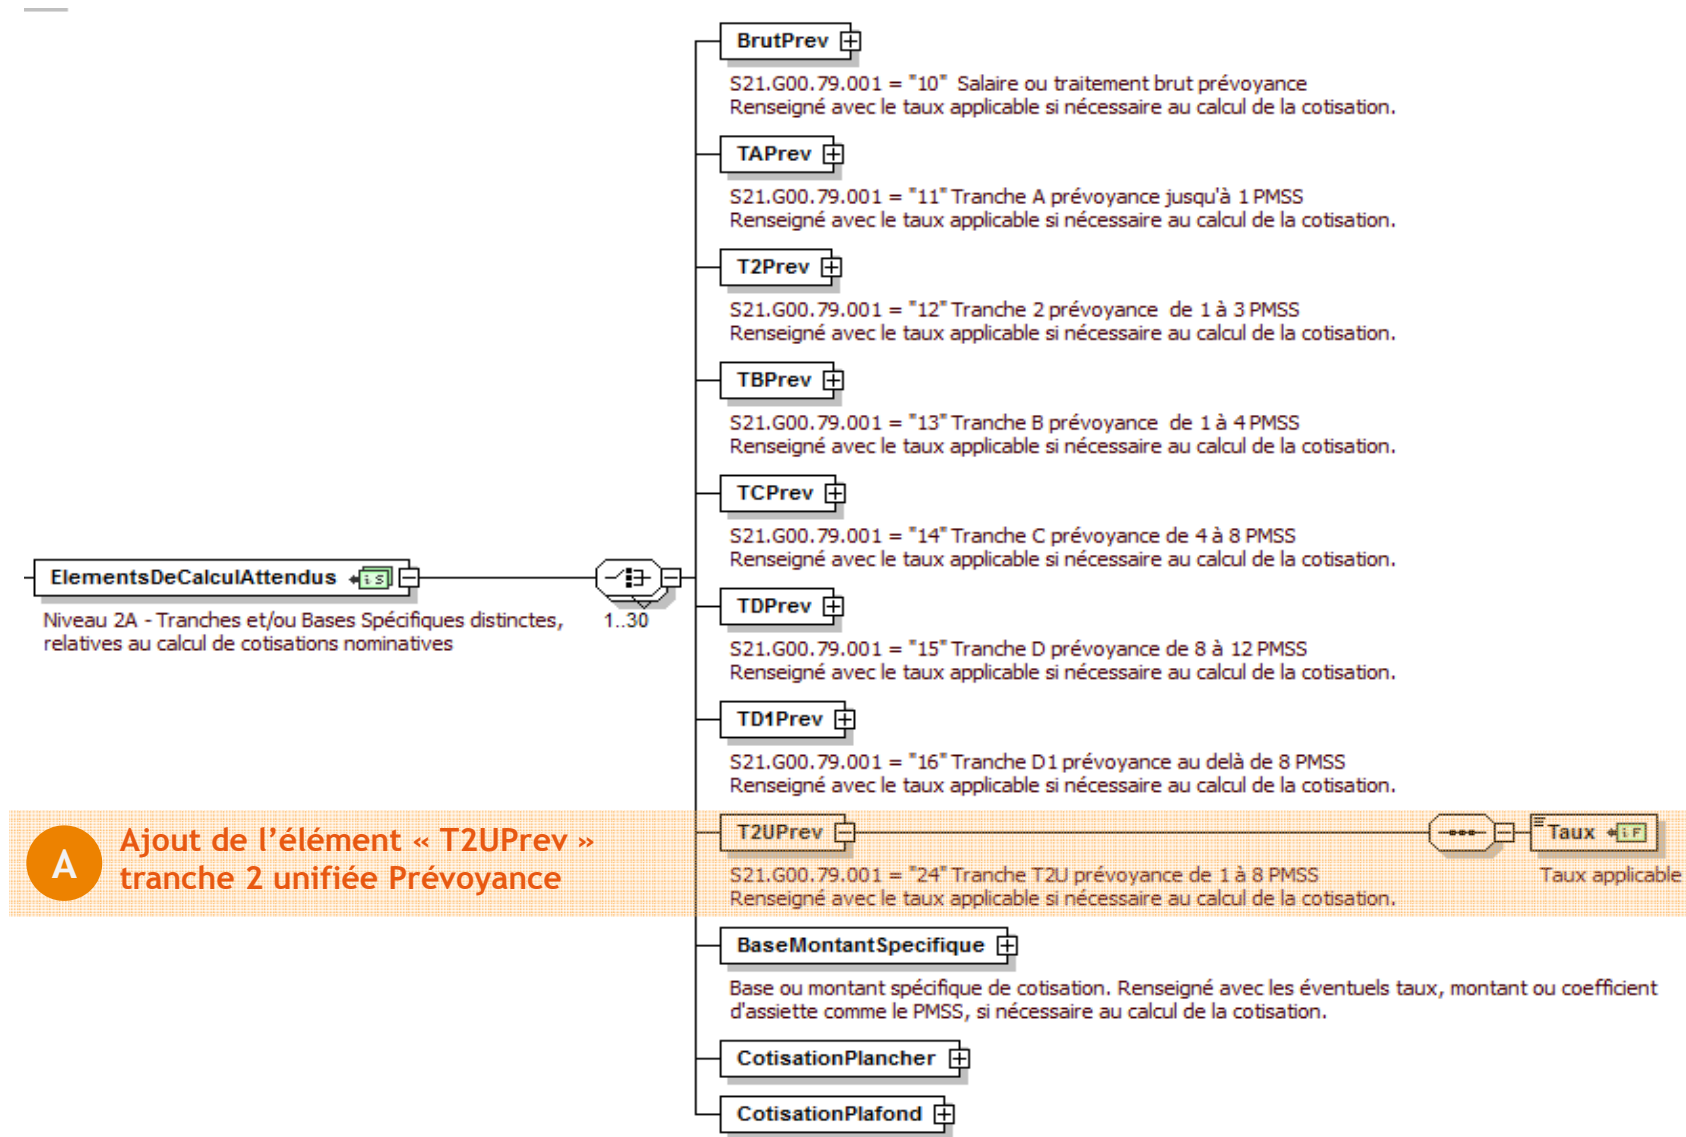 BrutPrev
S21.G00.79.001 = "10"  Salaire ou traitement brut prévoyance
Renseigné avec le taux applicable si nécessaire au calcul de la cotisation.
TAPrev
S21.G00.79.001 = "11" Tranche A prévoyance jusqu'à 1 PMSS
Renseigné avec le taux applicable si nécessaire au calcul de la cotisation.
T2Prev
S21.G00.79.001 = "12" Tranche 2 prévoyance  de 1 à 3 PMSS
Renseigné avec le taux applicable si nécessaire au calcul de la cotisation.
TBPrev
S21.G00.79.001 = "13" Tranche B prévoyance  de 1 à 4 PMSS
Renseigné avec le taux applicable si nécessaire au calcul de la cotisation.
TCPrev
S21.G00.79.001 = "14" Tranche C prévoyance de 4 à 8 PMSS
Renseigné avec le taux applicable si nécessaire au calcul de la cotisation.
ElementsDeCalculAttendus is
Niveau 2A - Tranches et/ou Bases Spécifiques distinctes,
relatives au calcul de cotisations nominatives
1..30
TDPrev
S21.G00.79.001 = "15" Tranche D prévoyance de 8 à 12 PMSS
Renseigné avec le taux applicable si nécessaire au calcul de la cotisation.
TD1Prev
S21.G00.79.001 = "16" Tranche D1 prévoyance au delà de 8 PMSS
Renseigné avec le taux applicable si nécessaire au calcul de la cotisation.
A
Ajout de l'élément « T2UPrev »
tranche 2 unifiée Prévoyance
T2UPrev
Taux iF
S21.G00.79.001 = "24" Tranche T2U prévoyance de 1 à 8 PMSS
Renseigné avec le taux applicable si nécessaire au calcul de la cotisation.
Taux applicable
BaseMontantSpecifique
Base ou montant spécifique de cotisation. Renseigné avec les éventuels taux, montant ou coefficient
d'assiette comme le PMSS, si nécessaire au calcul de la cotisation.
CotisationPlancher
CotisationPlafond